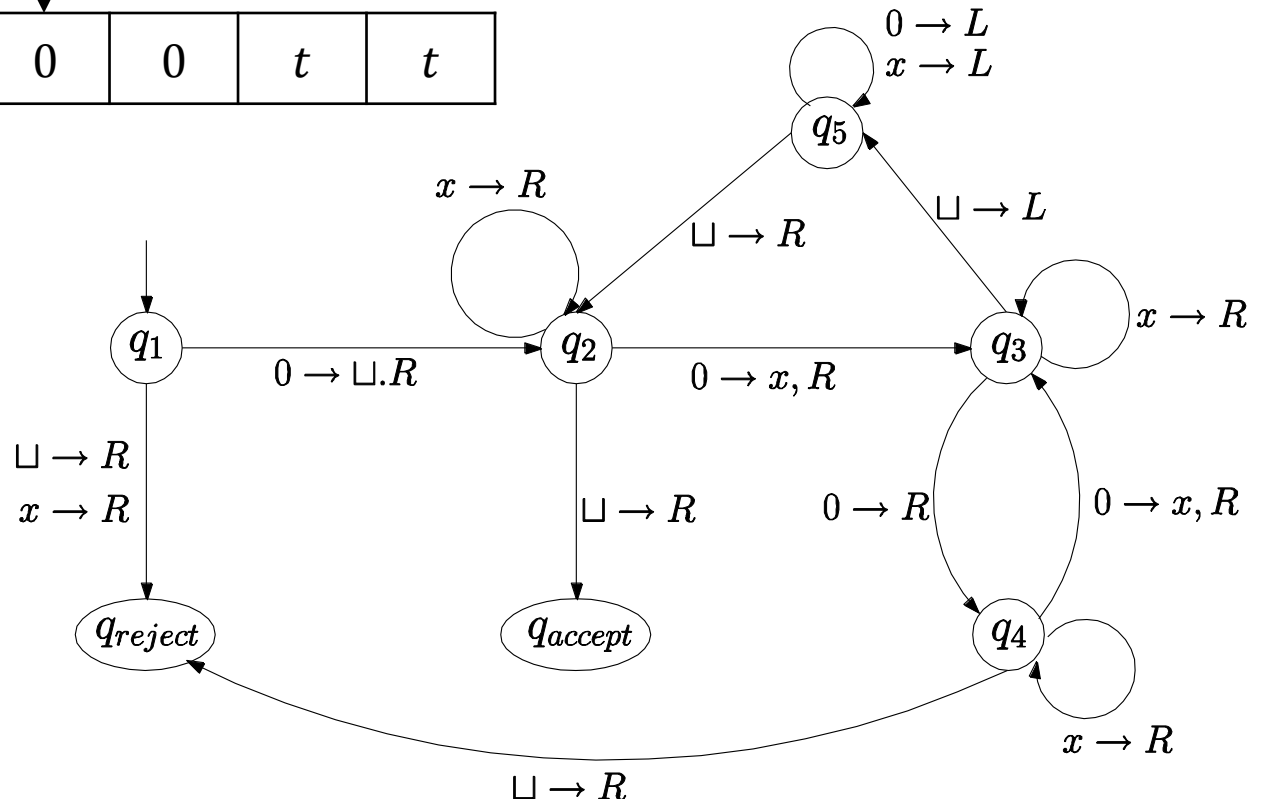 0 0 t t
0 → L
x → L
q5
x → R
⊔ → R
⊔ → L
q1
0 → ⊔.R
q2
0 → x, R
q3
x → R
⊔ → R
x → R
⊔ → R
0 → R
0 → x, R
qreject
qaccept
q4
x → R
⊔ → R